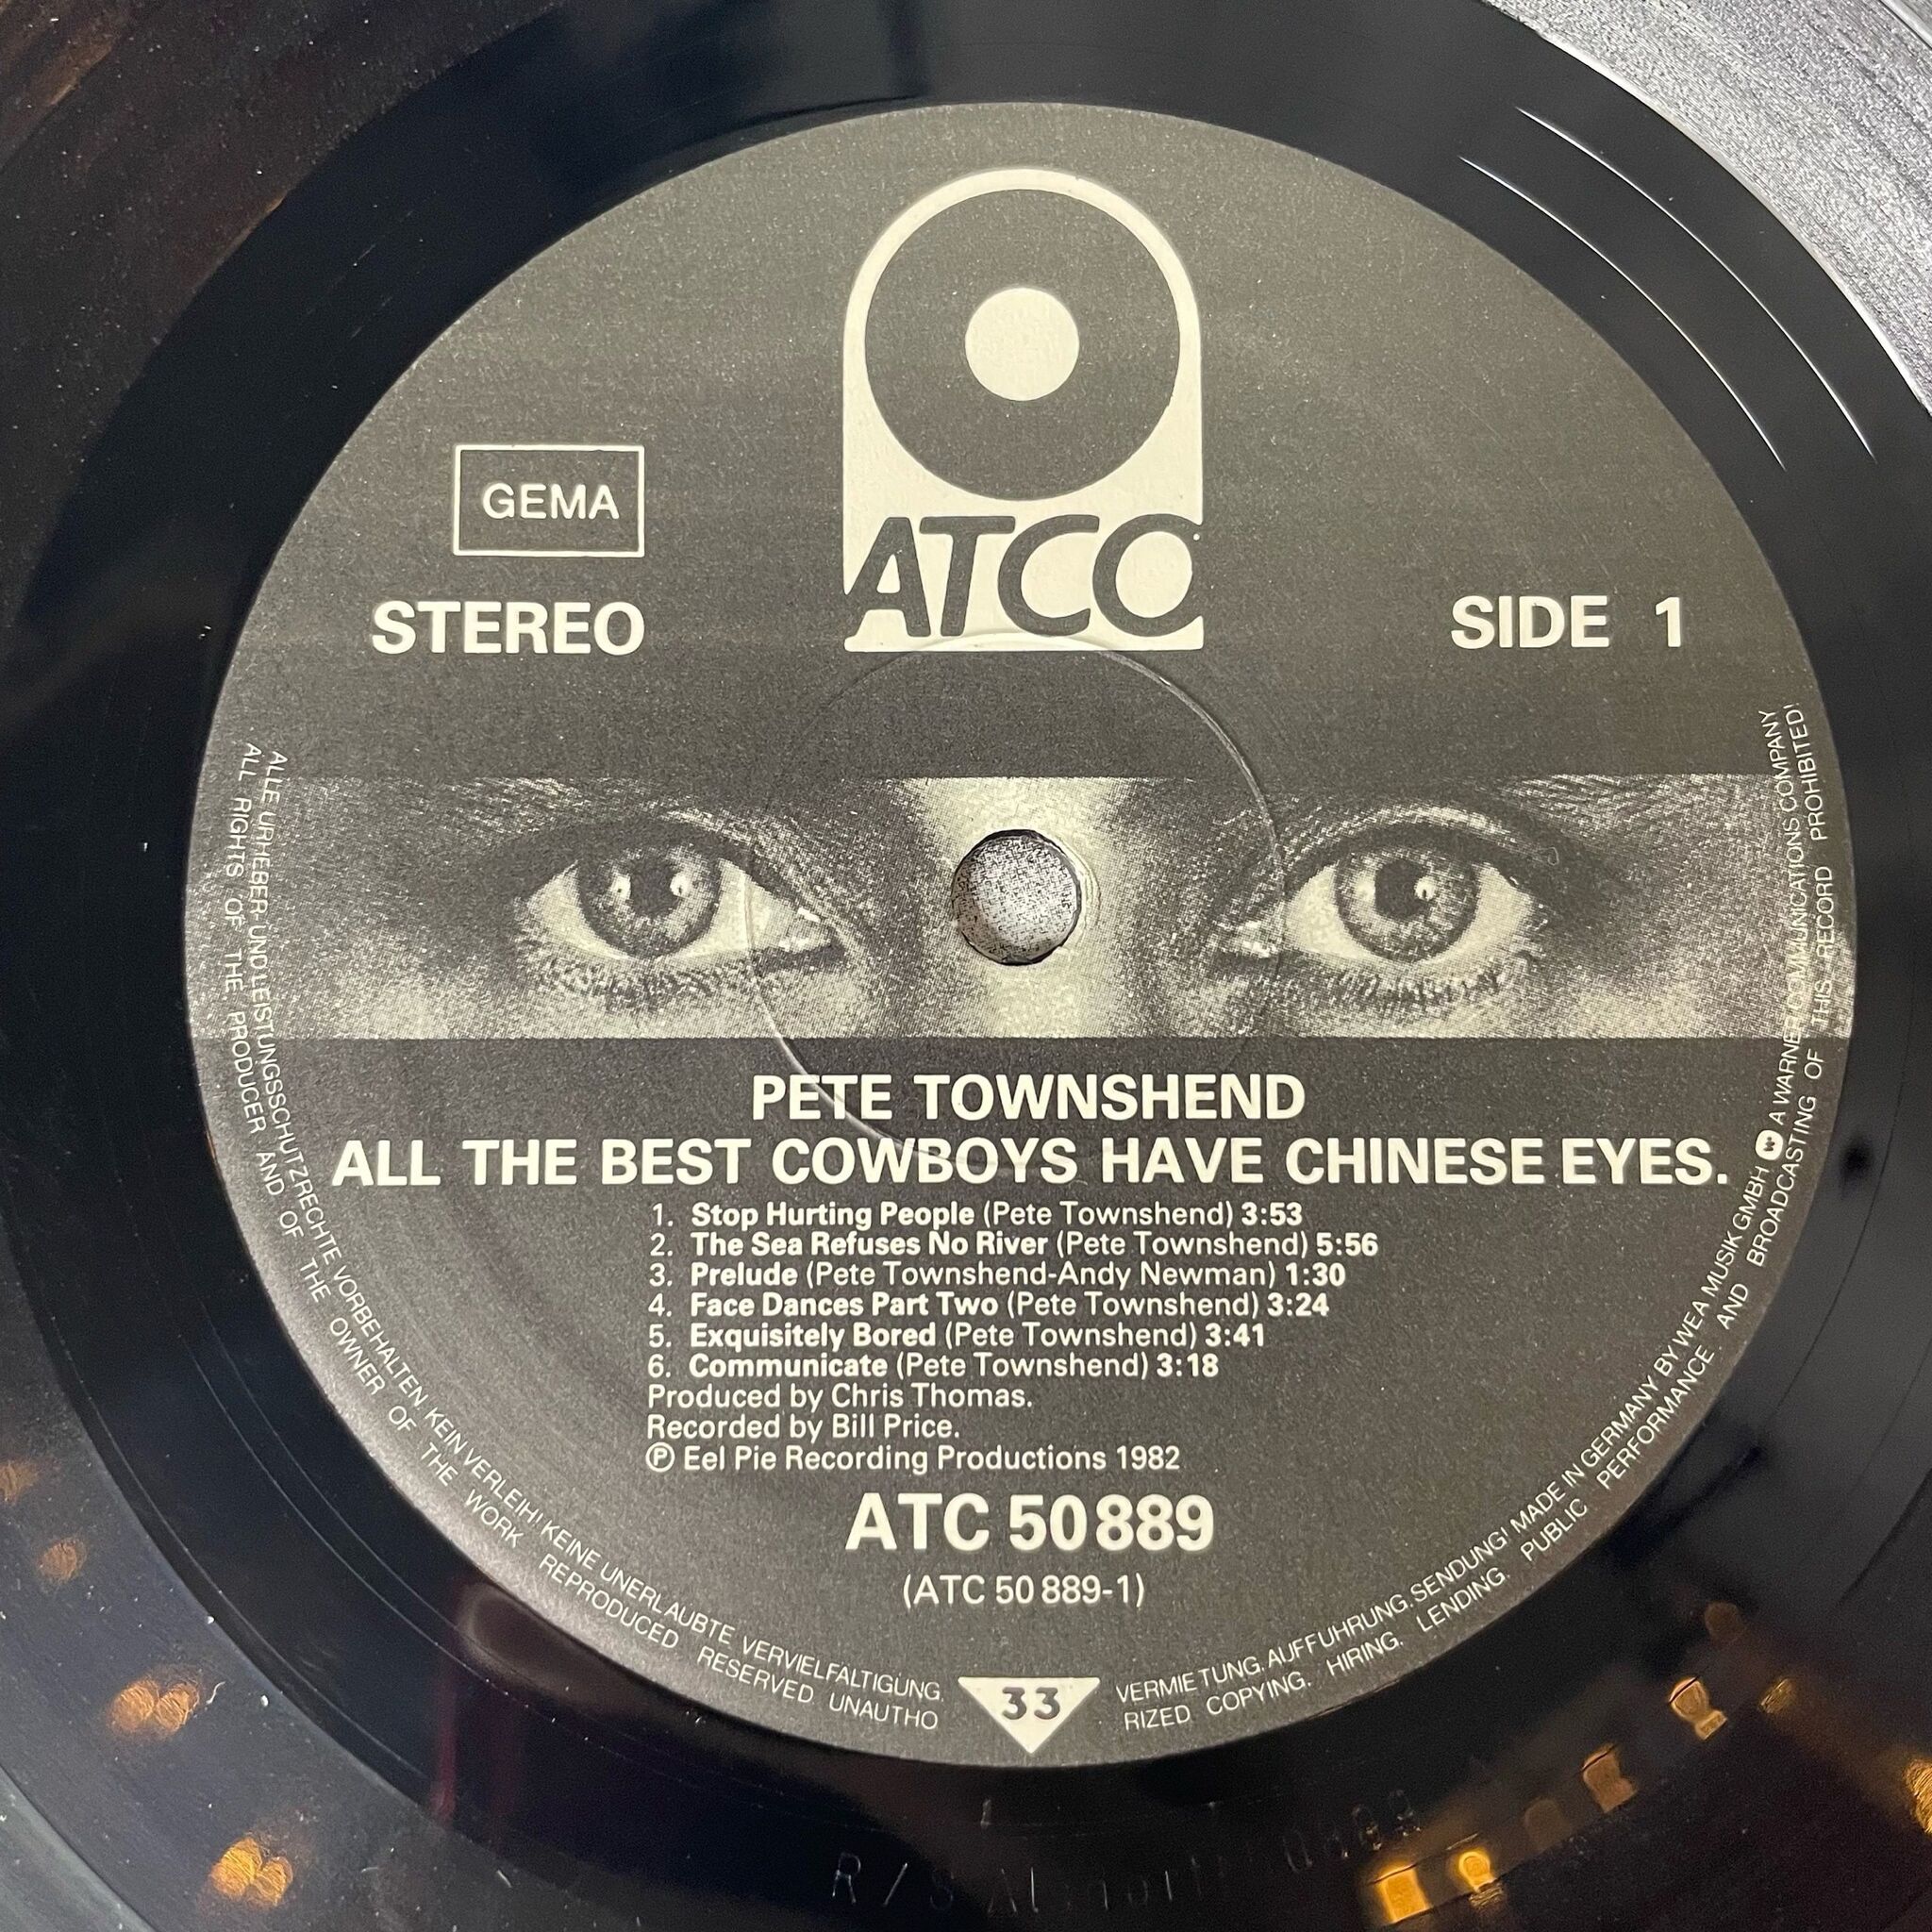 ATCO
GEMA
STEREO
SIDE 1
PETE TOWNSHEND
ALL THE BEST COWBOYS HAVE CHINESE EYES.
1. Stop Hurting People (Pete Townshend) 3:53
2. The Sea Refuses No River (Pete Townshend) 5:56
3. Prelude (Pete Townshend-Andy Newman) 1:30
4. Face Dances Part Two (Pete Townshend) 3:24
5. Exquisitely Bored (Pete Townshend) 3:41
6. Communicate (Pete Townshend) 3:18
Produced by Chris Thomas.
Recorded by Bill Price.
Ⓟ Eel Pie Recording Productions 1982
ATC 50 889
(ATC 50 889-1)
33
ALLE URHEBER UND LEISTUNGSSCHUTZRECHTE VORBEHALTEN KEIN VERLEIH! KEINE UNERLAUBTE VERVIELFALTIGUNG, VERMIETUNG, AUFFUHRUNG, SENDUNG! MADE IN GERMANY BY WEA MUSIK GMBH A WARNER COMMUNICATIONS COMPANY
ALL RIGHTS OF THE PRODUCER AND OF THE OWNER OF THE WORK REPRODUCED RESERVED UNAUTHO RIZED COPYING. HIRING. LENDING. PUBLIC PERFORMANCE AND BROADCASTING OF THIS RECORD PROHIBITED!
R/S